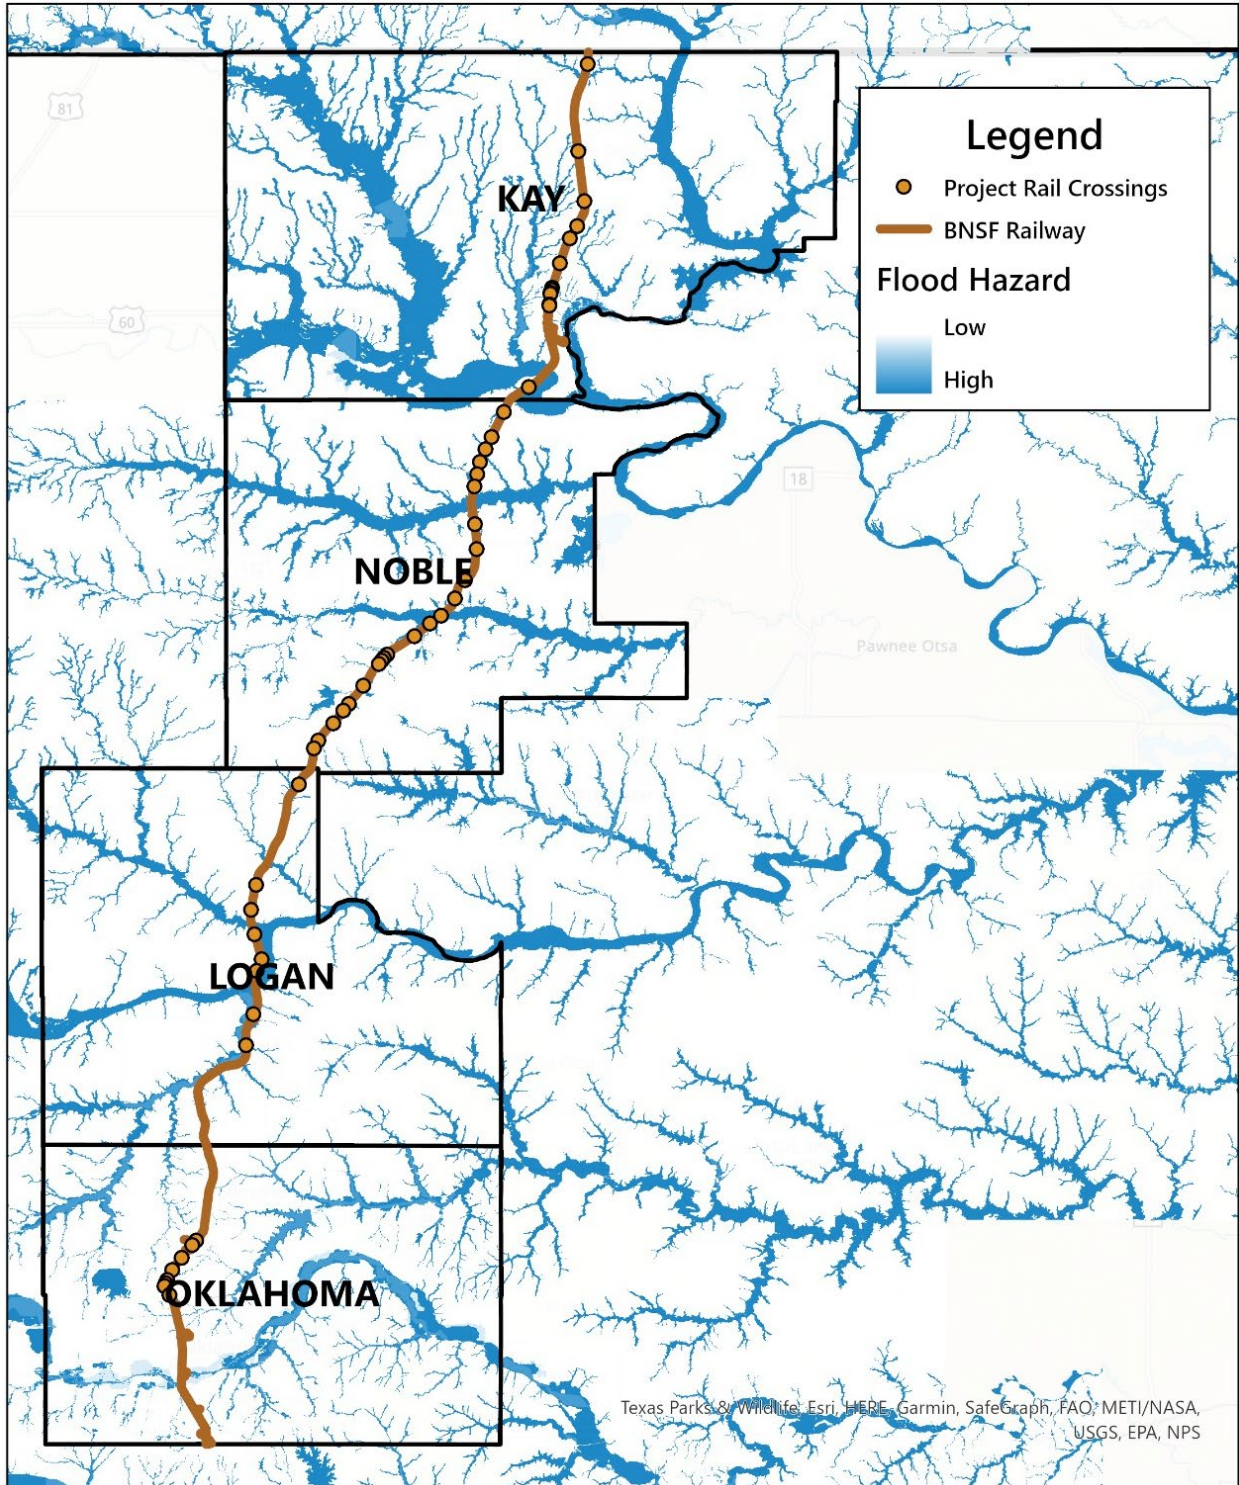 81
Legend
Project Rail Crossings
KAY
BNSF Railway
Flood Hazard
60
Low
High
18
NOBLE
Pawnee Otsa
LOGAN
OKLAHOMA
Texas Parks & Wildlife, Esri, HERE, Garmin, SafeGraph, FAO, METI/NASA,
USGS, EPA, NPS